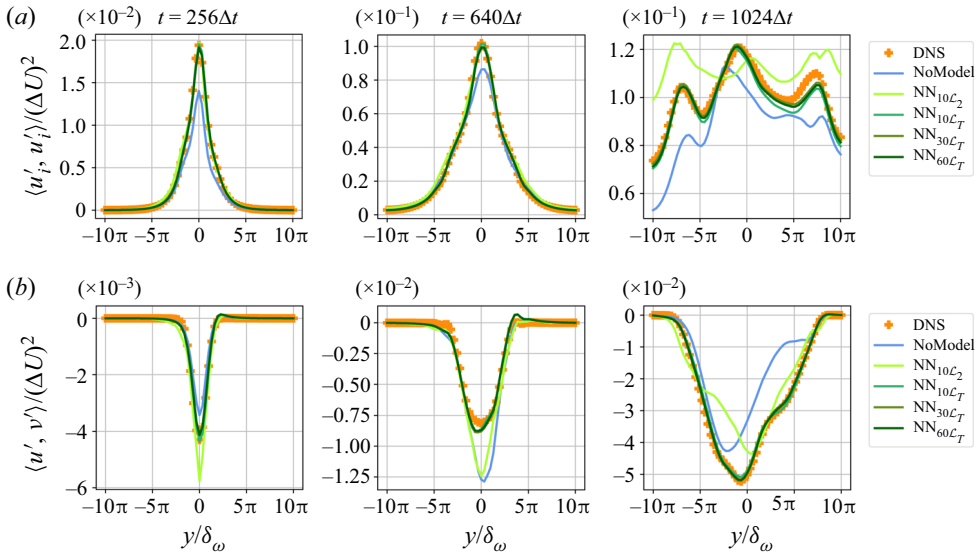 (a) (×10⁻²) t = 256Δt (×10⁻¹) t = 640Δt (×10⁻¹) t = 1024Δt
⟨u′ᵢ, u′ᵢ⟩/(ΔU)²
2.0
1.5
1.0
0.5
0
−10π −5π 0 5π 10π
1.0
0.8
0.6
0.4
0.2
0
−10π −5π 0 5π 10π
1.2
1.0
0.8
0.6
−10π −5π 0 5π 10π
DNS
NoModel
NN₁₀𝓛₂
NN₁₀𝓛_T
NN₃₀𝓛_T
NN₆₀𝓛_T
(b) (×10⁻³) (×10⁻²) (×10⁻²)
⟨u′, v′⟩/(ΔU)²
0
−2
−4
−6
−10π −5π 0 5π 10π
y/δ_ω
0
−0.25
−0.50
−0.75
−1.00
−1.25
−10π −5π 0 5π 10π
y/δ_ω
0
−1
−2
−3
−4
−5
−10π −5π 0 5π 10π
y/δ_ω
DNS
NoModel
NN₁₀𝓛₂
NN₁₀𝓛_T
NN₃₀𝓛_T
NN₆₀𝓛_T